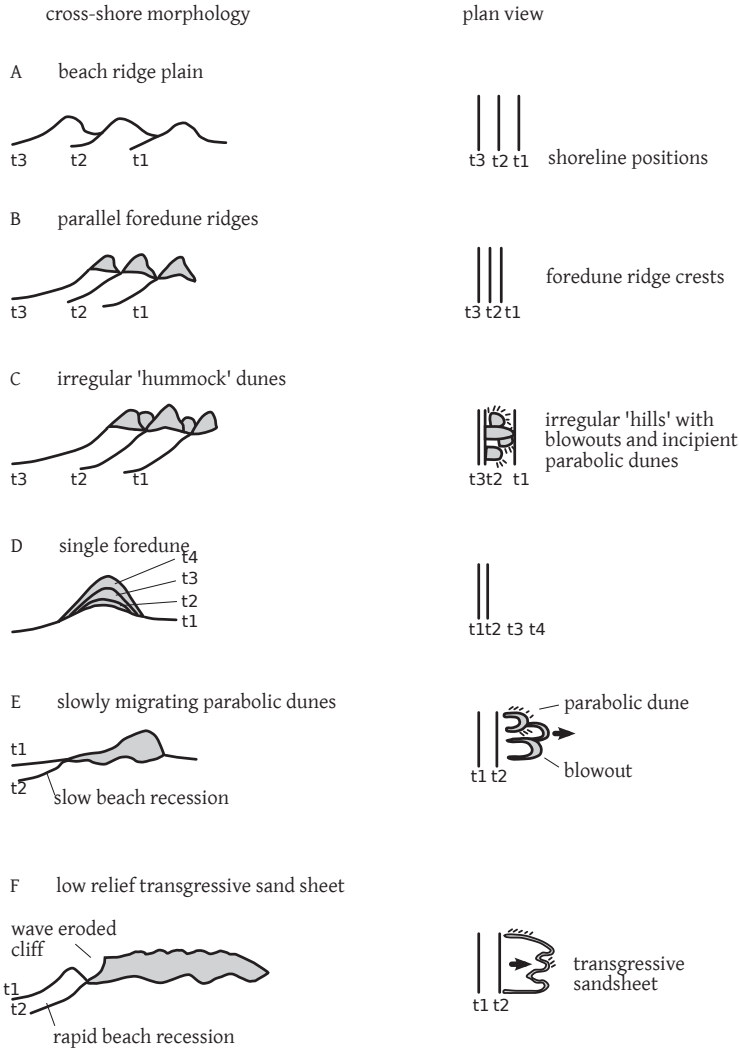 cross-shore morphology
plan view
A beach ridge plain
t3 t2 t1
t3 t2 t1
shoreline positions
B parallel foredune ridges
t3 t2 t1
t3 t2 t1
foredune ridge crests
C irregular 'hummock' dunes
t3 t2 t1
t3 t2 t1
irregular 'hills' with
blowouts and incipient
parabolic dunes
D single foredune
t4
t3
t2
t1
t1 t2 t3 t4
E slowly migrating parabolic dunes
t1
t2
slow beach recession
t1 t2
parabolic dune
blowout
F low relief transgressive sand sheet
wave eroded
cliff
t1
t2
rapid beach recession
t1 t2
transgressive
sandsheet